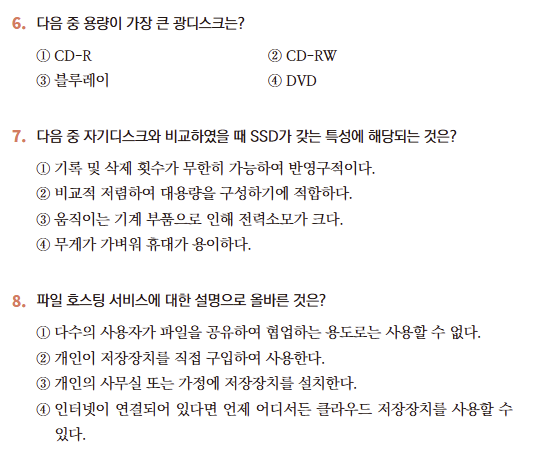 6. 다음 중 용량이 가장 큰 광디스크는?
① CD-R ② CD-RW
③ 블루레이 ④ DVD
7. 다음 중 자기디스크와 비교하였을 때 SSD가 갖는 특성에 해당되는 것은?
① 기록 및 삭제 횟수가 무한히 가능하여 반영구적이다.
② 비교적 저렴하여 대용량을 구성하기에 적합하다.
③ 움직이는 기계 부품으로 인해 전력소모가 크다.
④ 무게가 가벼워 휴대가 용이하다.
8. 파일 호스팅 서비스에 대한 설명으로 올바른 것은?
① 다수의 사용자가 파일을 공유하여 협업하는 용도로는 사용할 수 없다.
② 개인이 저장장치를 직접 구입하여 사용한다.
③ 개인의 사무실 또는 가정에 저장장치를 설치한다.
④ 인터넷이 연결되어 있다면 언제 어디서든 클라우드 저장장치를 사용할 수
있다.